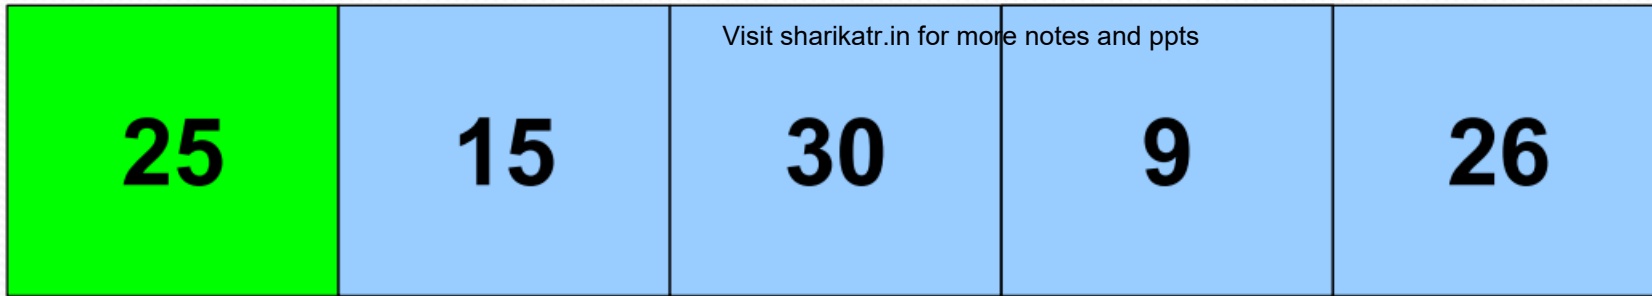 Visit sharikatr.in for more notes and ppts
25 15 30 9 26